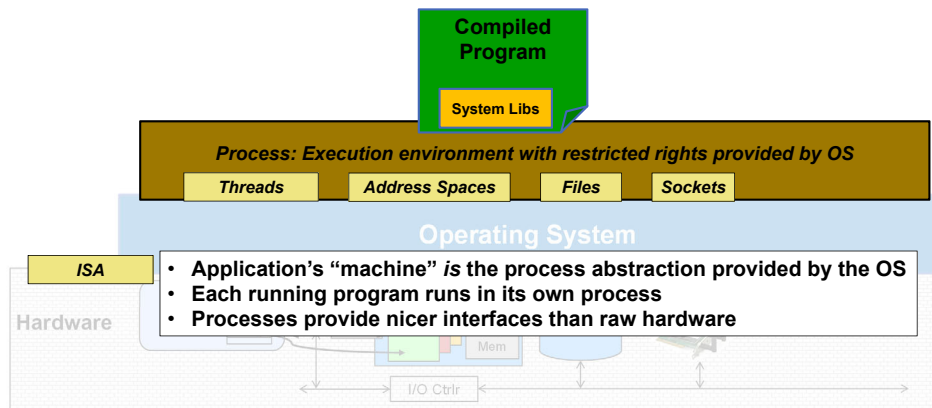 Compiled
Program
System Libs
Process: Execution environment with restricted rights provided by OS
Threads
Address Spaces
Files
Sockets
Operating System
ISA
• Application’s “machine” is the process abstraction provided by the OS
• Each running program runs in its own process
• Processes provide nicer interfaces than raw hardware
Hardware
Mem
I/O Ctrlr